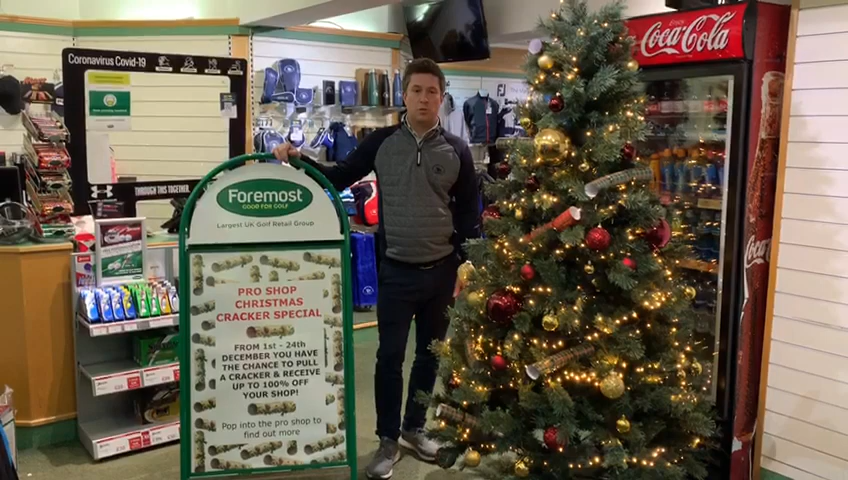 Coronavirus Covid-19
UNDER ARMOUR
THROUGH THIS TOGETHER
Coca-Cola
Foremost
GOOD FOR GOLF
Largest UK Golf Retail Group
PRO SHOP
CHRISTMAS
CRACKER SPECIAL
FROM 1st - 24th
DECEMBER YOU HAVE
THE CHANCE TO PULL
A CRACKER & RECEIVE
UP TO 100% OFF
YOUR SHOP!
Pop into the pro shop to
find out more
Coca-Cola